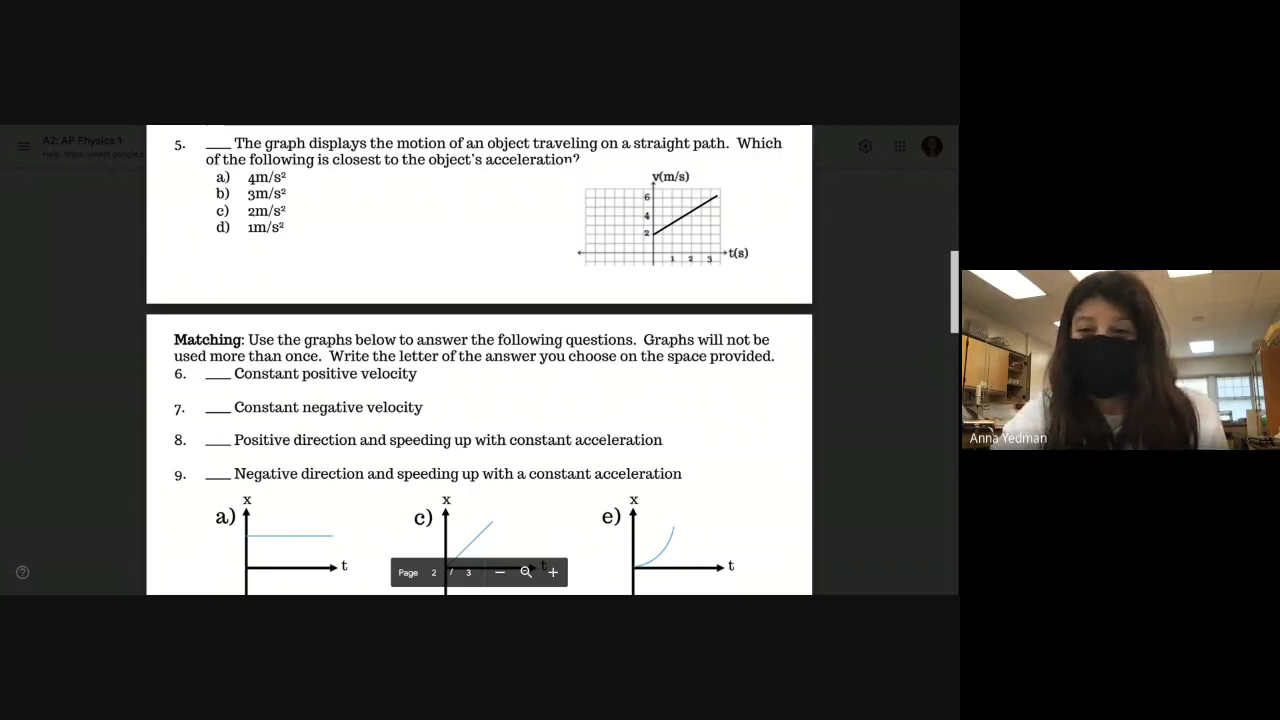 A2: AP Physics 1
5. ___ The graph displays the motion of an object traveling on a straight path. Which
of the following is closest to the object's acceleration?
a) 4m/s²
b) 3m/s²
c) 2m/s²
d) 1m/s²
v(m/s)
6
4
2
1 2 3
t(s)
Matching: Use the graphs below to answer the following questions. Graphs will not be
used more than once. Write the letter of the answer you choose on the space provided.
6. ___ Constant positive velocity
7. ___ Constant negative velocity
8. ___ Positive direction and speeding up with constant acceleration
9. ___ Negative direction and speeding up with a constant acceleration
a) x t
c) x t
e) x t
Page 2 / 3
Anna Yedman